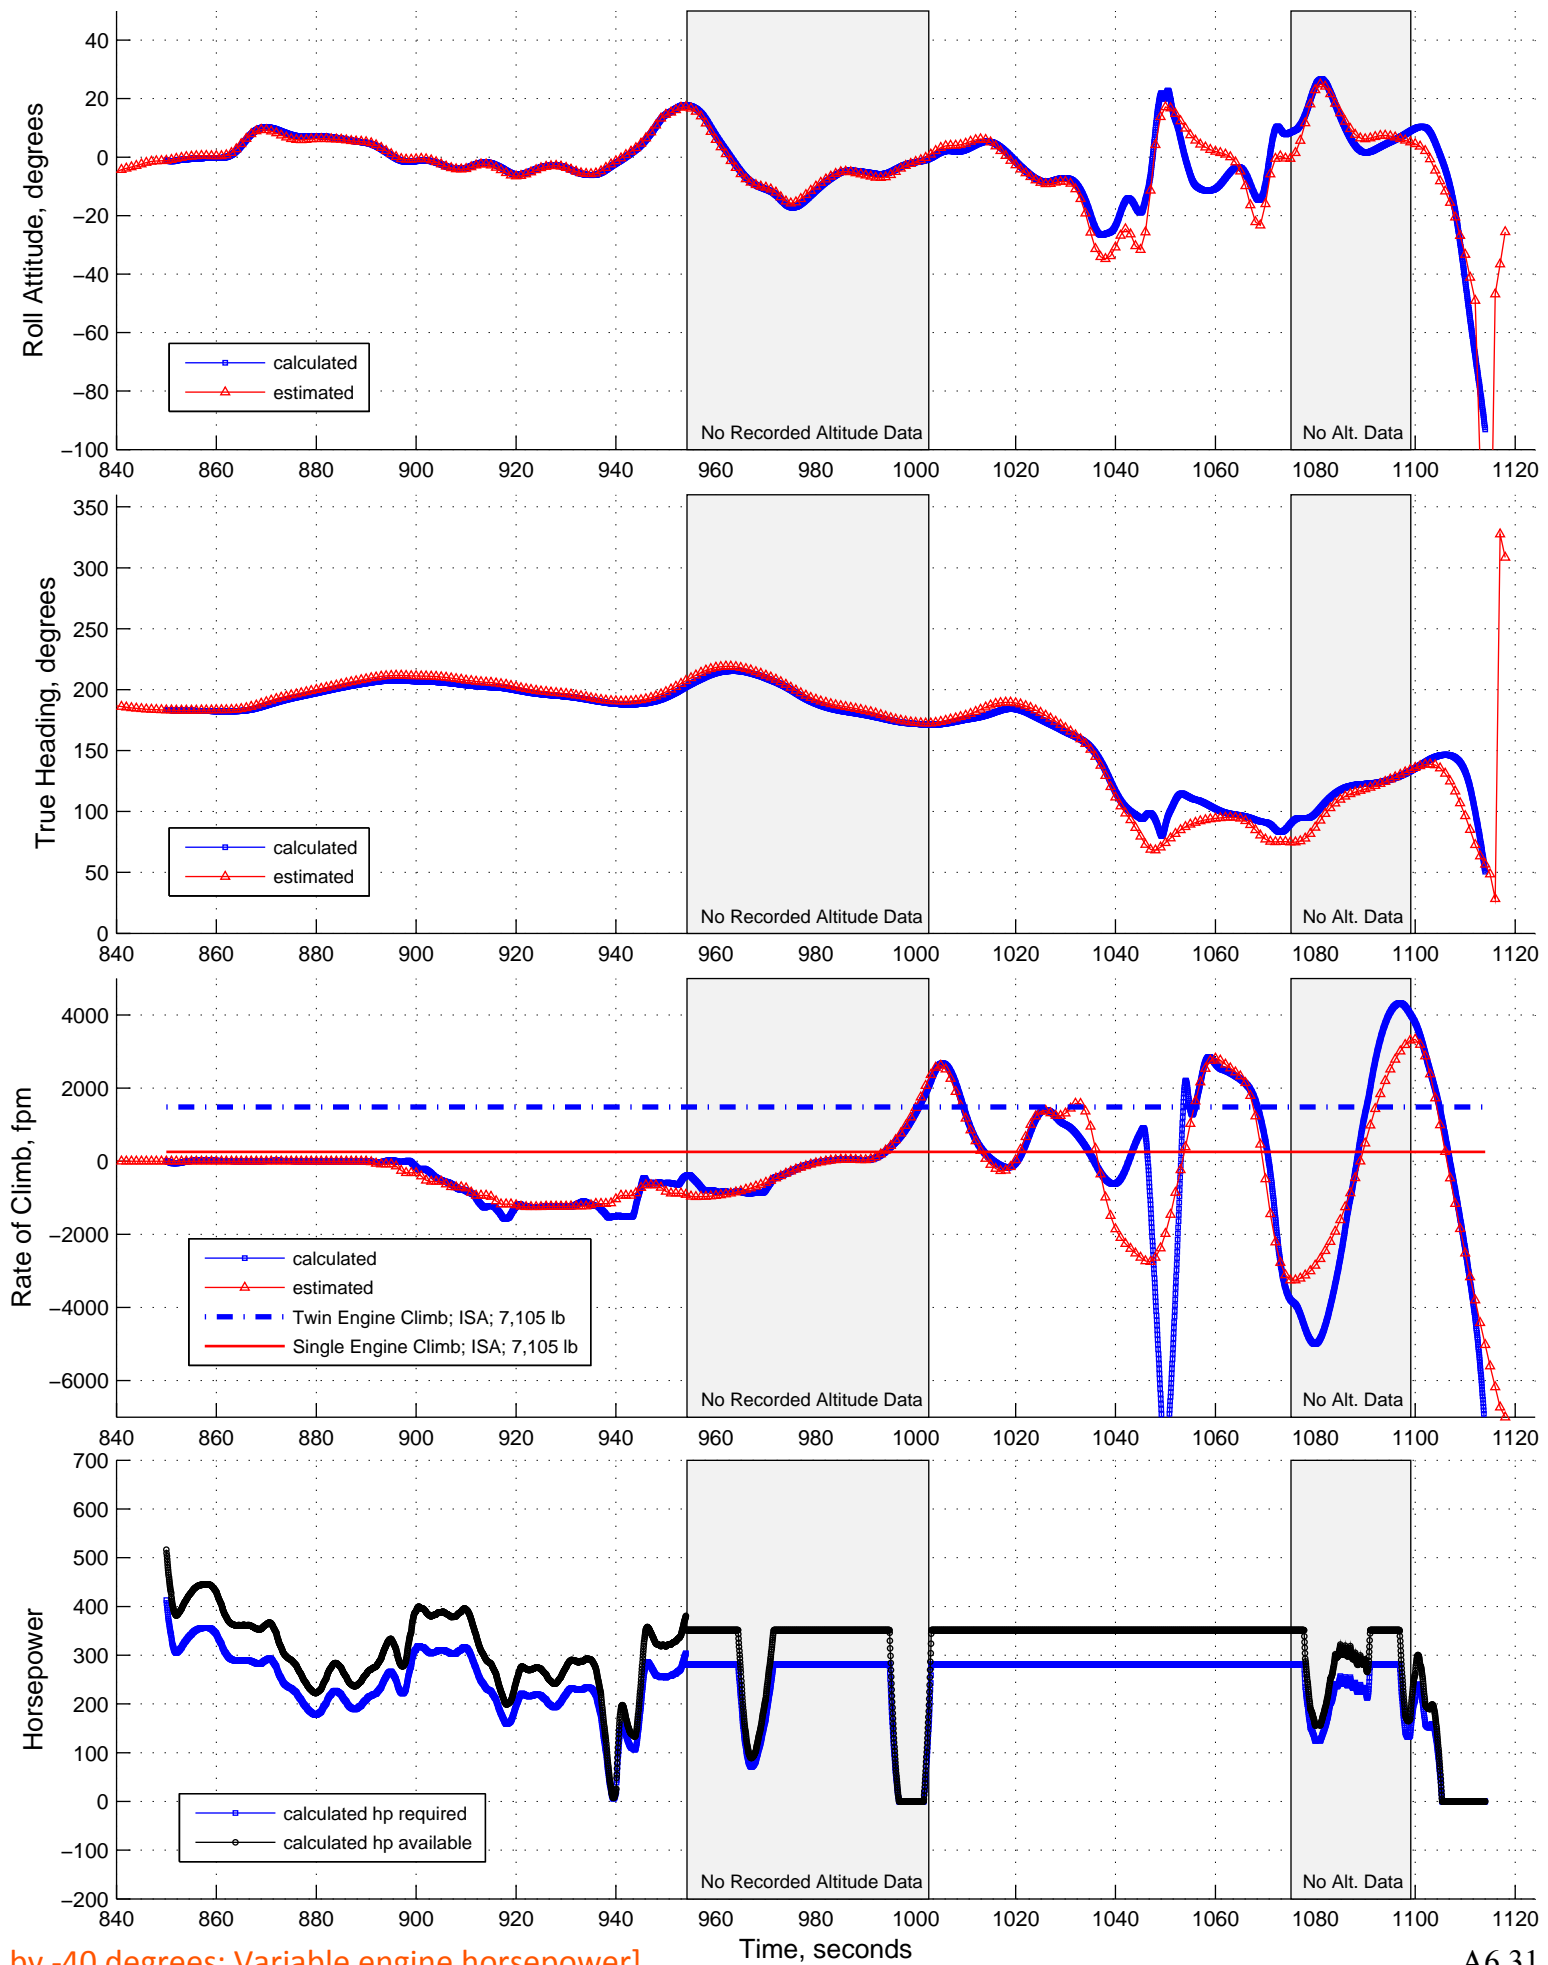 Roll Attitude, degrees
40
20
0
−20
−40
−60
−80
−100
calculated
estimated
No Recorded Altitude Data
No Alt. Data
840 860 880 900 920 940 960 980 1000 1020 1040 1060 1080 1100 1120
True Heading, degrees
350
300
250
200
150
100
50
0
calculated
estimated
No Recorded Altitude Data
No Alt. Data
840 860 880 900 920 940 960 980 1000 1020 1040 1060 1080 1100 1120
Rate of Climb, fpm
4000
2000
0
−2000
−4000
−6000
calculated
estimated
Twin Engine Climb; ISA; 7,105 lb
Single Engine Climb; ISA; 7,105 lb
No Recorded Altitude Data
No Alt. Data
840 860 880 900 920 940 960 980 1000 1020 1040 1060 1080 1100 1120
Horsepower
700
600
500
400
300
200
100
0
−100
−200
calculated hp required
calculated hp available
No Recorded Altitude Data
No Alt. Data
840 860 880 900 920 940 960 980 1000 1020 1040 1060 1080 1100 1120
Time, seconds
by -40 degrees; Variable engine horsepower]
A6 31